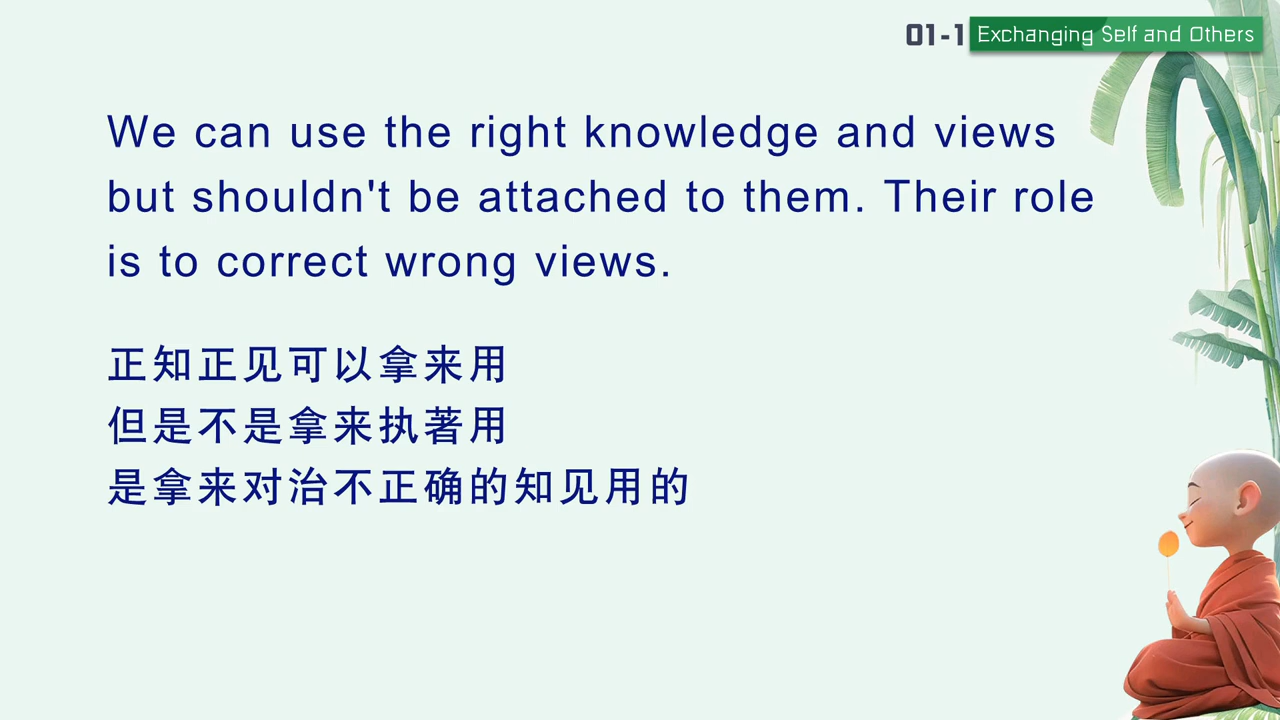 01-1 Exchanging Self and Others
We can use the right knowledge and views
but shouldn't be attached to them. Their role
is to correct wrong views.
正知正见可以拿来用
但是不是拿来执著用
是拿来对治不正确的知见用的